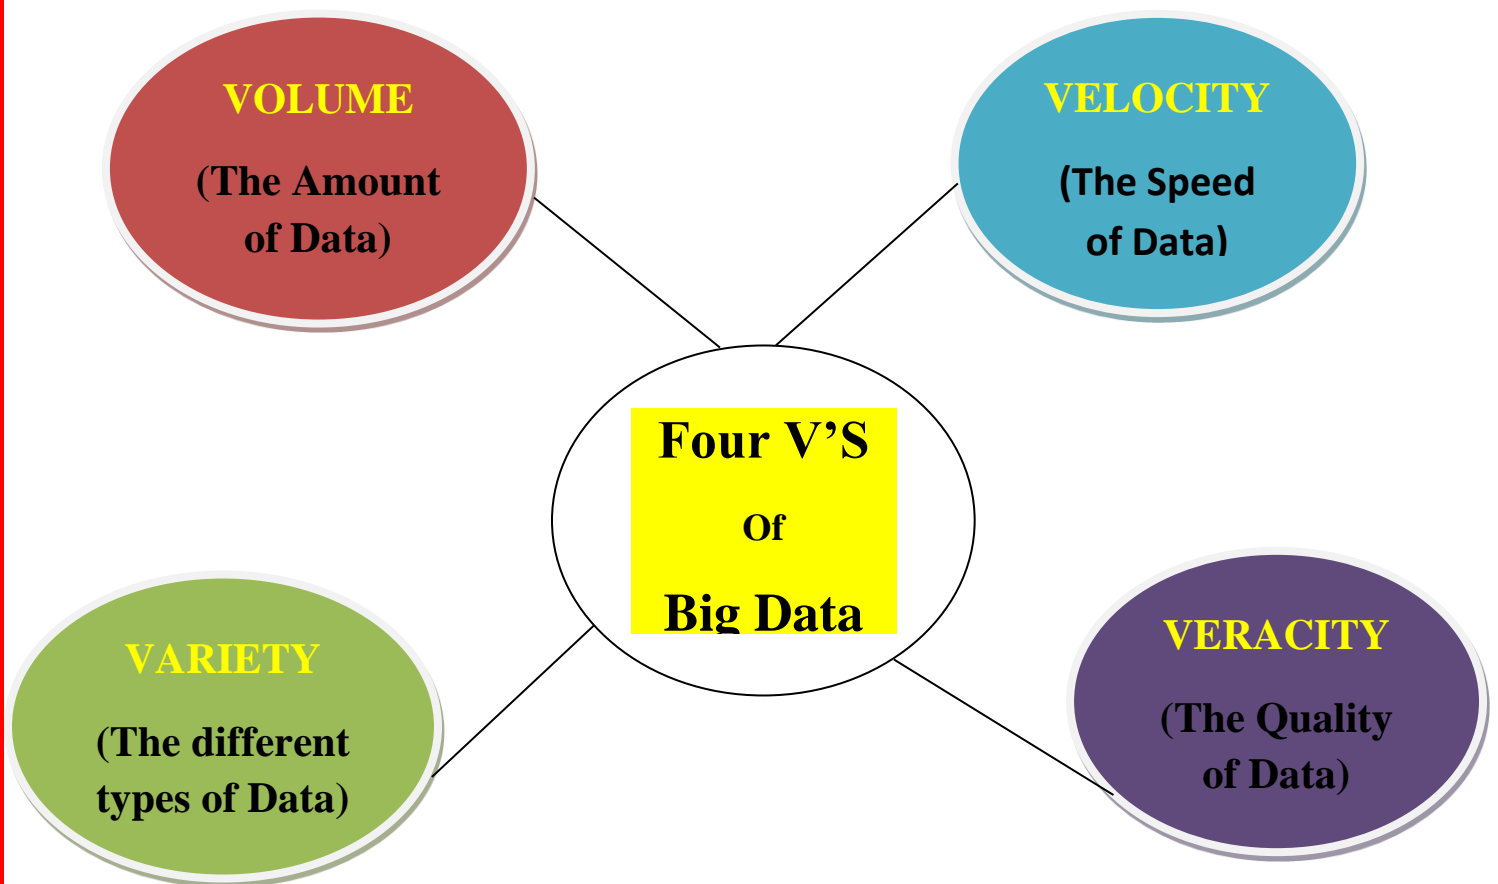 VOLUME
(The Amount
of Data)
VELOCITY
(The Speed
of Data)
Four V’S
Of
Big Data
VARIETY
(The different
types of Data)
VERACITY
(The Quality
of Data)